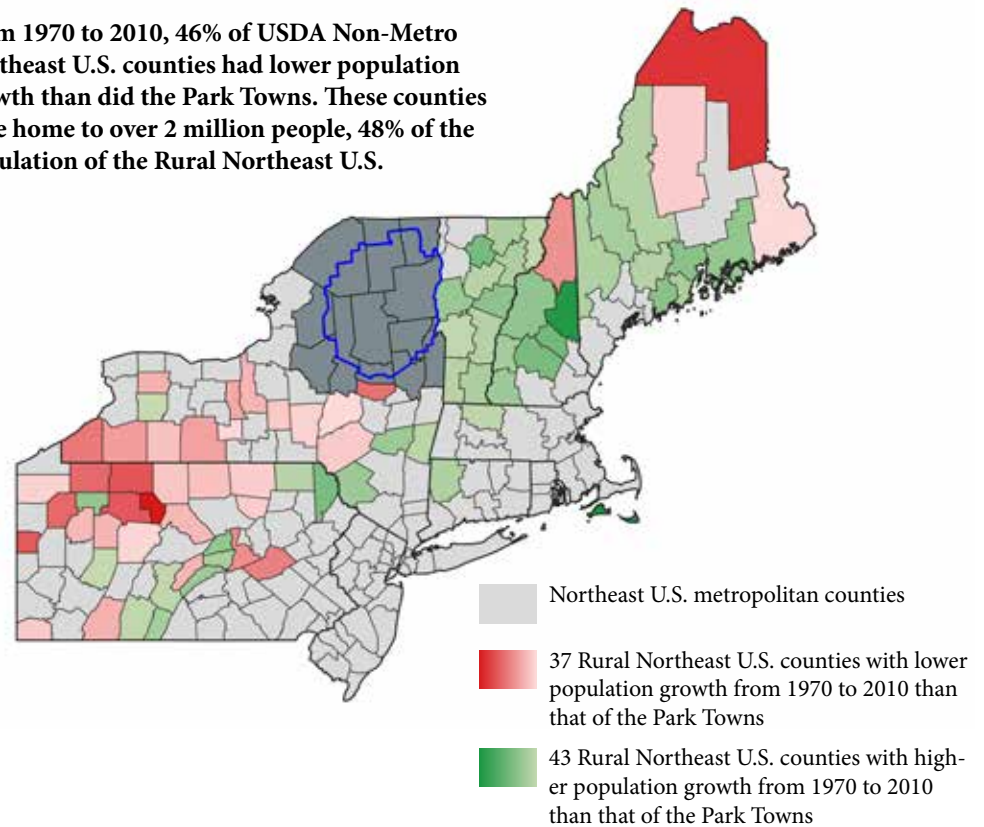 m 1970 to 2010, 46% of USDA Non-Metro
theast U.S. counties had lower population
wth than did the Park Towns. These counties
e home to over 2 million people, 48% of the
ulation of the Rural Northeast U.S.
Northeast U.S. metropolitan counties
37 Rural Northeast U.S. counties with lower
population growth from 1970 to 2010 than
that of the Park Towns
43 Rural Northeast U.S. counties with high-
er population growth from 1970 to 2010
than that of the Park Towns